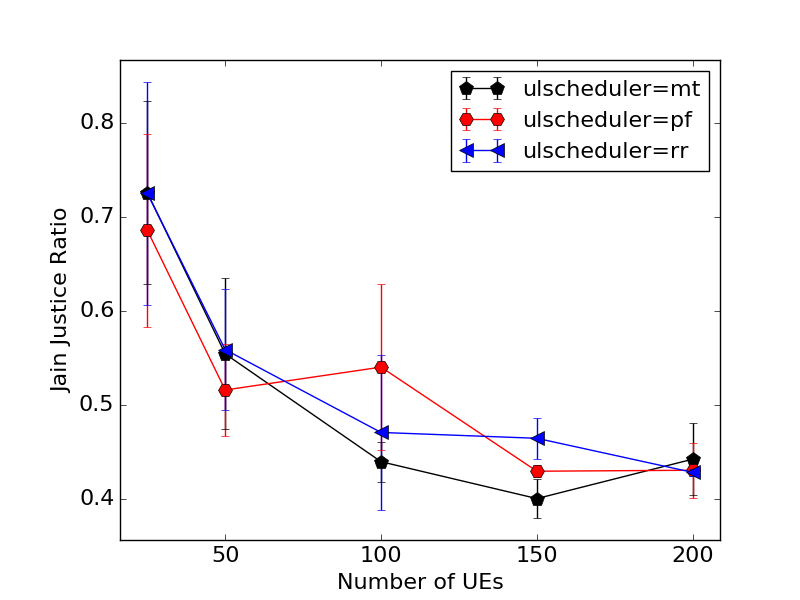 ulscheduler=mt
ulscheduler=pf
ulscheduler=rr
0.8
0.7
0.6
0.5
0.4
Jain Justice Ratio
50 100 150 200
Number of UEs